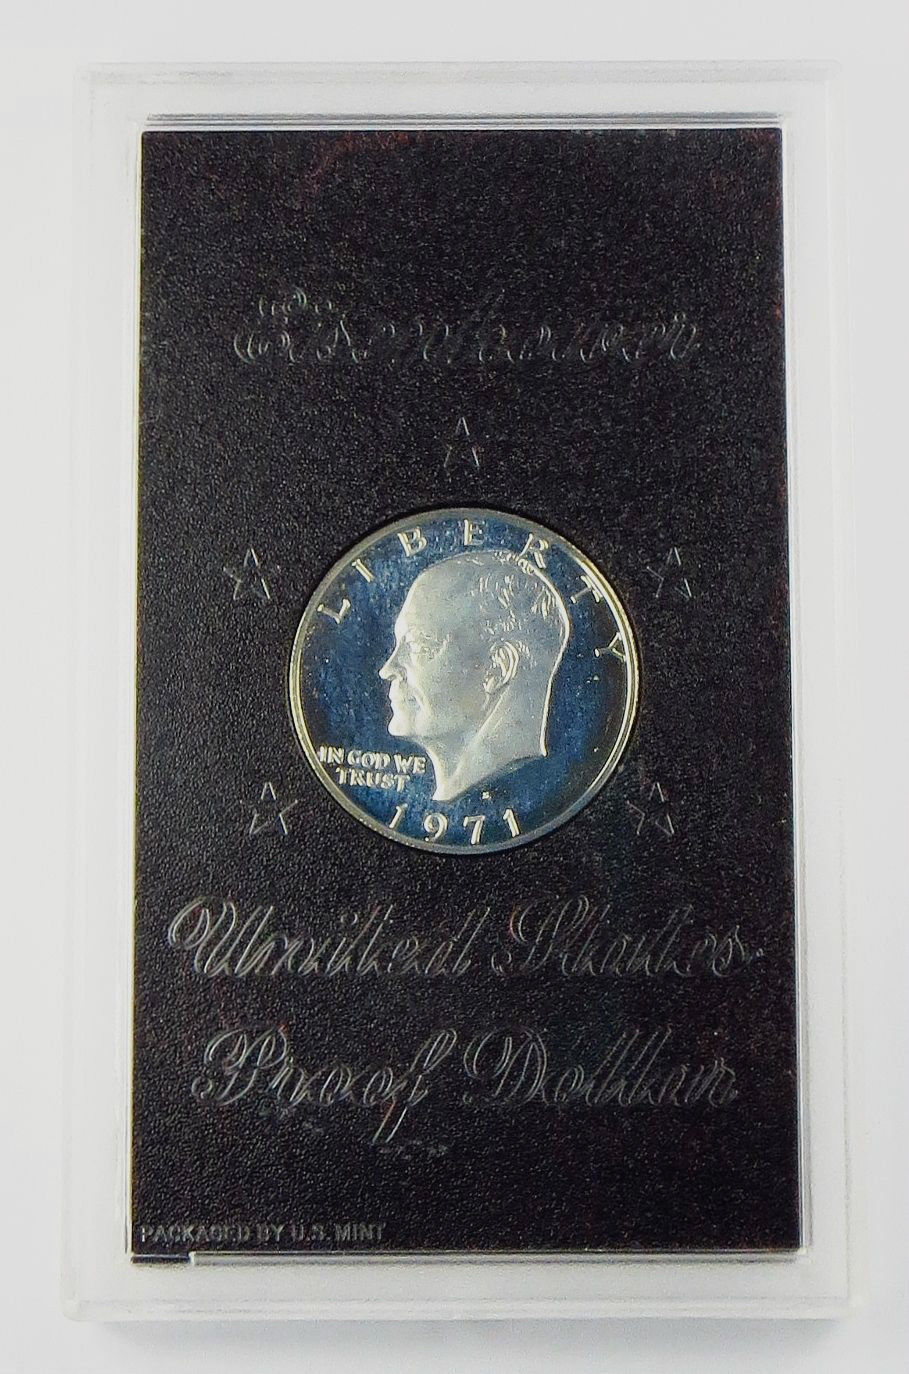 Eisenhower
LIBERTY
IN GOD WE
TRUST
S
1971
United States
Proof Dollar
PACKAGED BY U.S. MINT